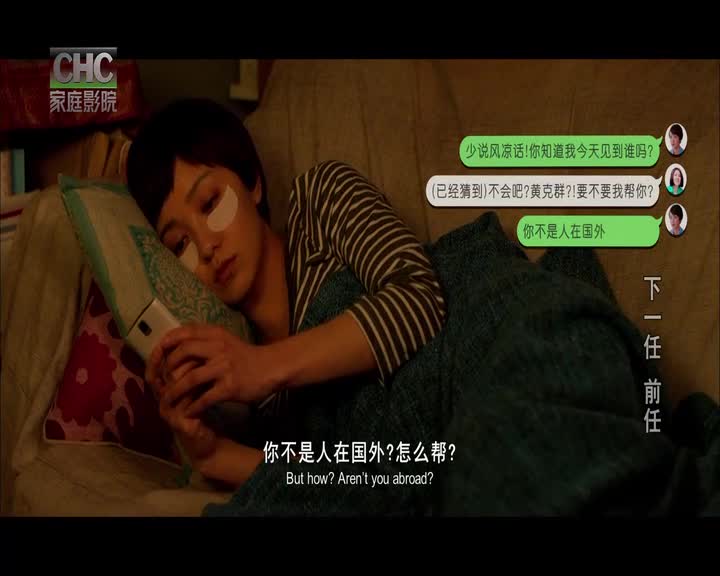 CHC
家庭影院
少说风凉话!你知道我今天见到谁吗?
(已经猜到)不会吧?黄克群?!要不要我帮你?
你不是人在国外
下一任 前任
你不是人在国外?怎么帮?
But how? Aren't you abroad?